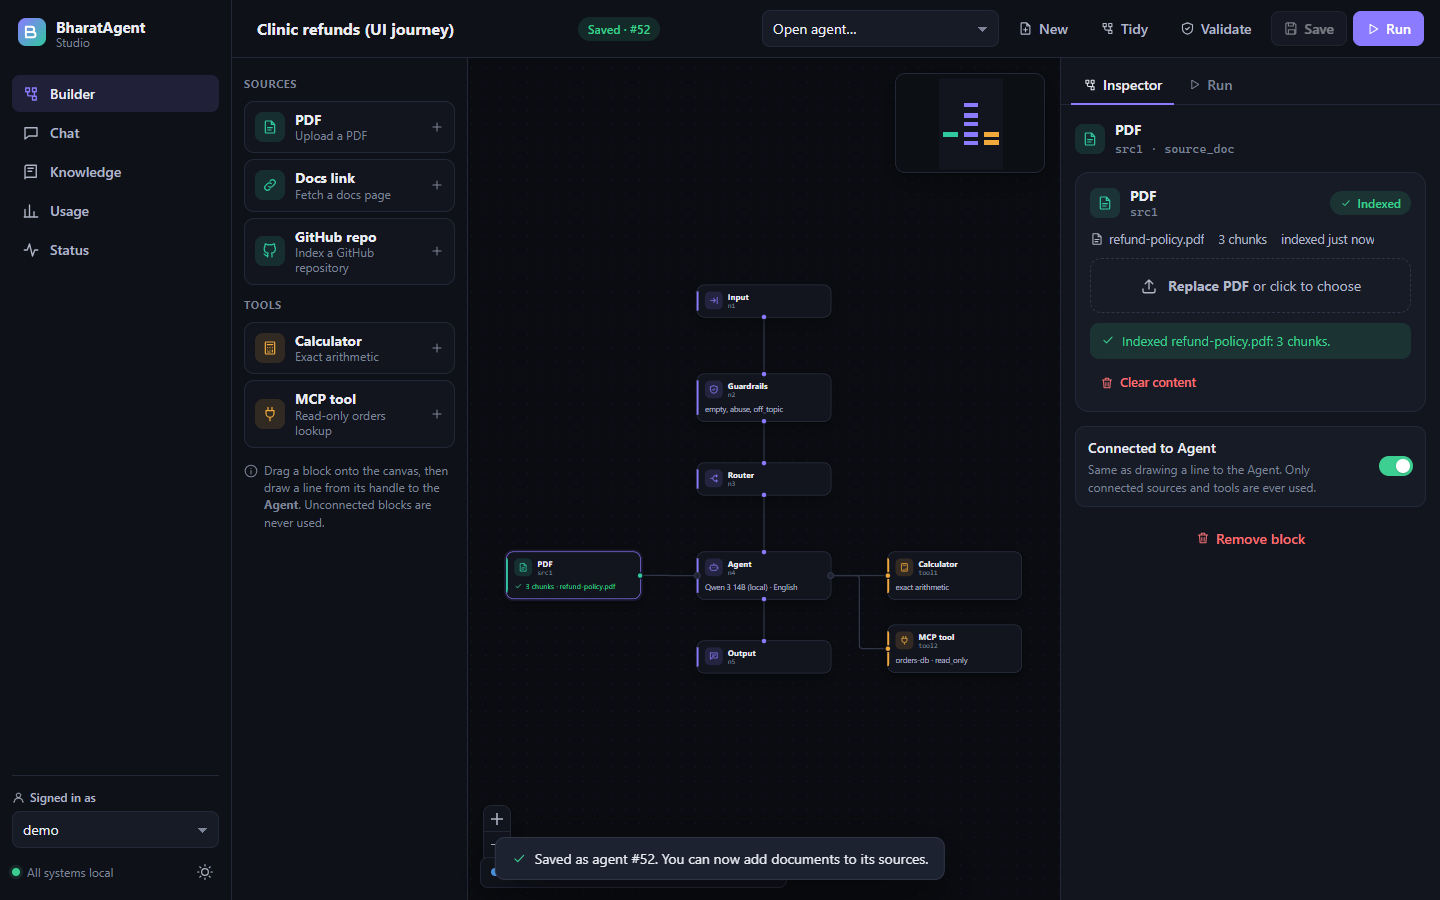 BharatAgent
Studio
Builder
Chat
Knowledge
Usage
Status
Signed in as
demo
All systems local
Clinic refunds (UI journey)
Saved · #52
Open agent...
New
Tidy
Validate
Save
Run
SOURCES
PDF
Upload a PDF
Docs link
Fetch a docs page
GitHub repo
Index a GitHub
repository
TOOLS
Calculator
Exact arithmetic
MCP tool
Read-only orders
lookup
Drag a block onto the canvas, then
draw a line from its handle to the
Agent. Unconnected blocks are
never used.
Input
n1
Guardrails
n2
empty, abuse, off_topic
Router
n3
PDF
src1
3 chunks · refund-policy.pdf
Agent
n4
Qwen 3 14B (local) · English
Calculator
tool1
exact arithmetic
MCP tool
tool2
orders-db · read_only
Output
n5
Saved as agent #52. You can now add documents to its sources.
Inspector
Run
PDF
src1 · source_doc
PDF
src1
Indexed
refund-policy.pdf 3 chunks indexed just now
Replace PDF or click to choose
Indexed refund-policy.pdf: 3 chunks.
Clear content
Connected to Agent
Same as drawing a line to the Agent. Only
connected sources and tools are ever used.
Remove block